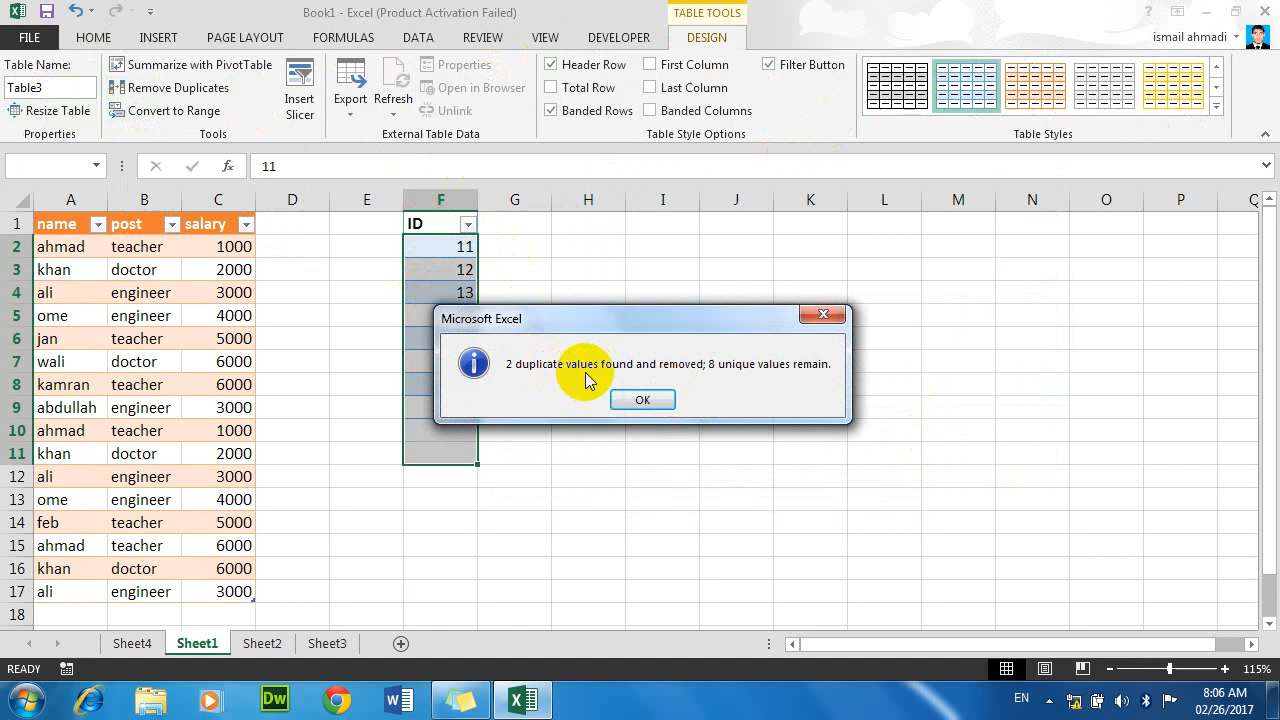 Book1 - Excel (Product Activation Failed)
TABLE TOOLS
FILE HOME INSERT PAGE LAYOUT FORMULAS DATA REVIEW VIEW DEVELOPER DESIGN ismail ahmadi
Table Name:
Table3
Resize Table
Properties
Summarize with PivotTable
Remove Duplicates
Convert to Range
Tools
Insert
Slicer
Export
Refresh
Properties
Open in Browser
Unlink
External Table Data
Header Row First Column Filter Button
Total Row Last Column
Banded Rows Banded Columns
Table Style Options
Table Styles
fx 11
A B C D E F G H I J K L M N O P Q
1 name post salary ID
2 ahmad teacher 1000 11
3 khan doctor 2000 12
4 ali engineer 3000 13
5 ome engineer 4000
6 jan teacher 5000
7 wali doctor 6000
8 kamran teacher 6000
9 abdullah engineer 3000
10 ahmad teacher 1000
11 khan doctor 2000
12 ali engineer 3000
13 ome engineer 4000
14 feb teacher 5000
15 ahmad teacher 6000
16 khan doctor 6000
17 ali engineer 3000
18
Microsoft Excel
2 duplicate values found and removed; 8 unique values remain.
OK
Sheet4 Sheet1 Sheet2 Sheet3
READY 115%
Dw EN 8:06 AM
02/26/2017